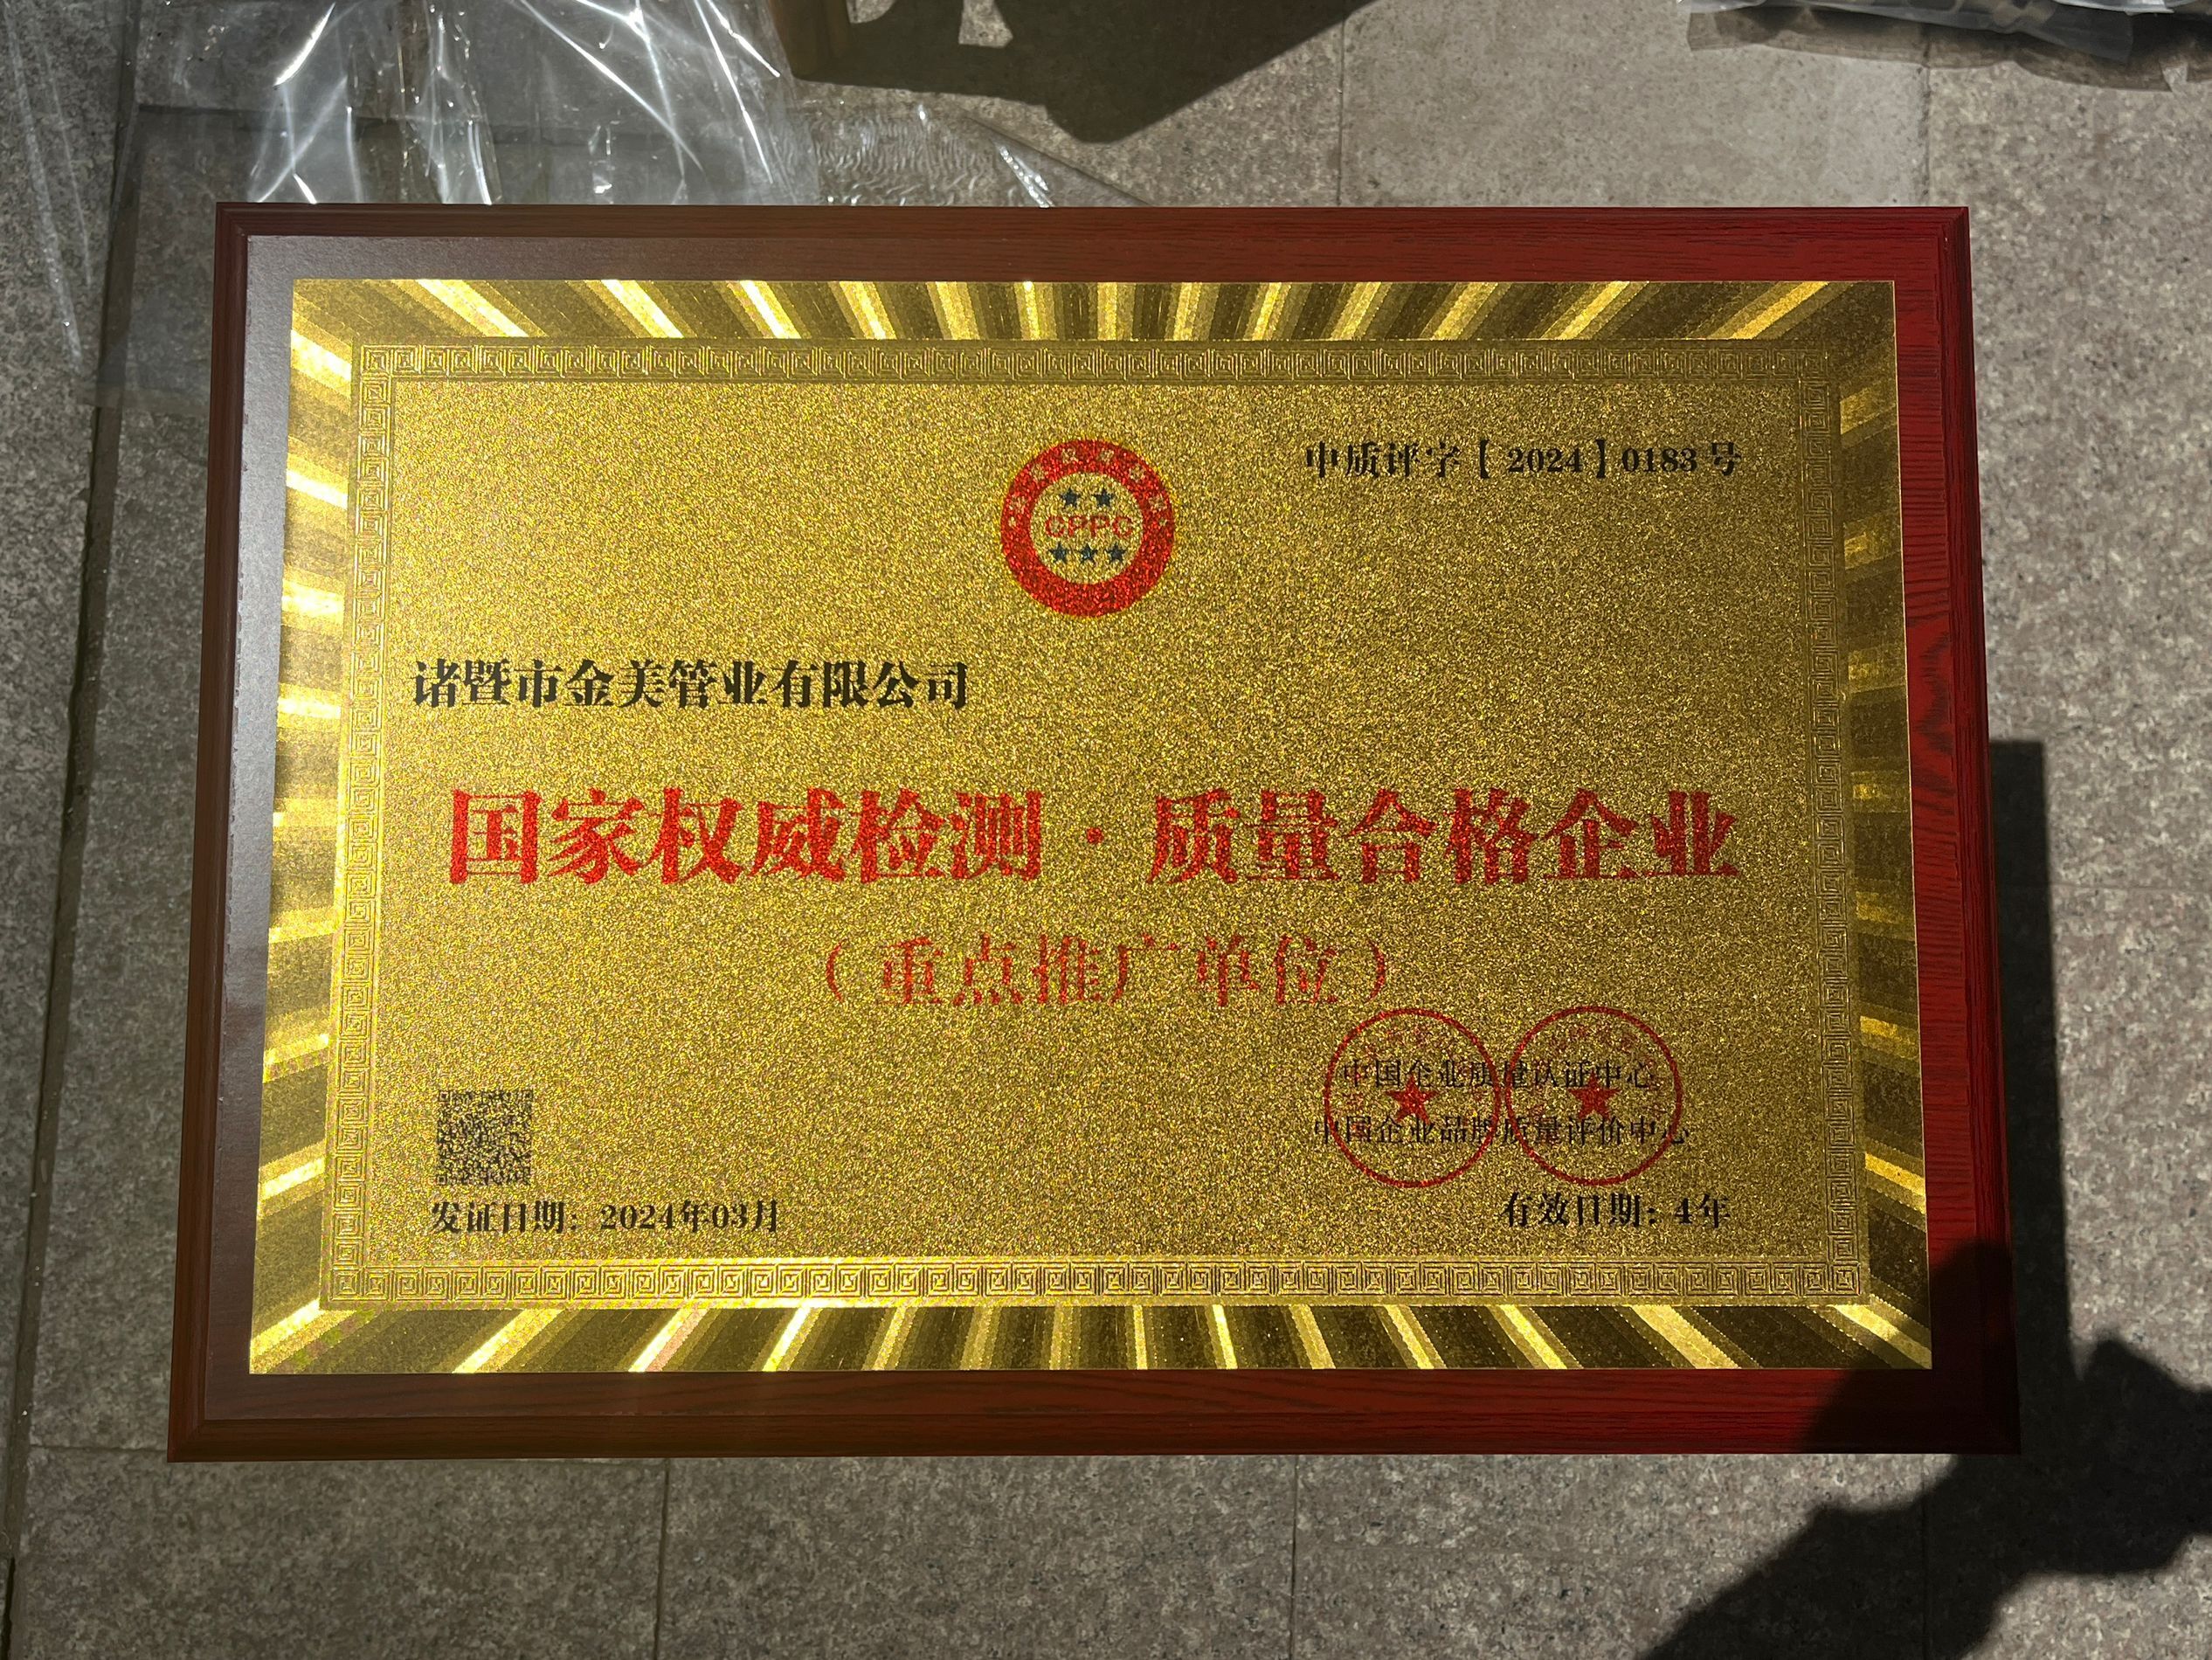 中质评字【2024】0183号
CPPC
诸暨市金美管业有限公司
国家权威检测·质量合格企业
（重点推广单位）
中国企业质量认证中心
中国企业品牌质量评价中心
发证日期：2024年03月
有效日期：4年